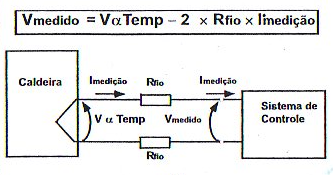 Vmedido = VαTemp - 2 × Rfio × Imedição
Caldeira
Imedição
Rfio
Imedição
V α Temp
Vmedido
Rfio
Sistema de
Controle